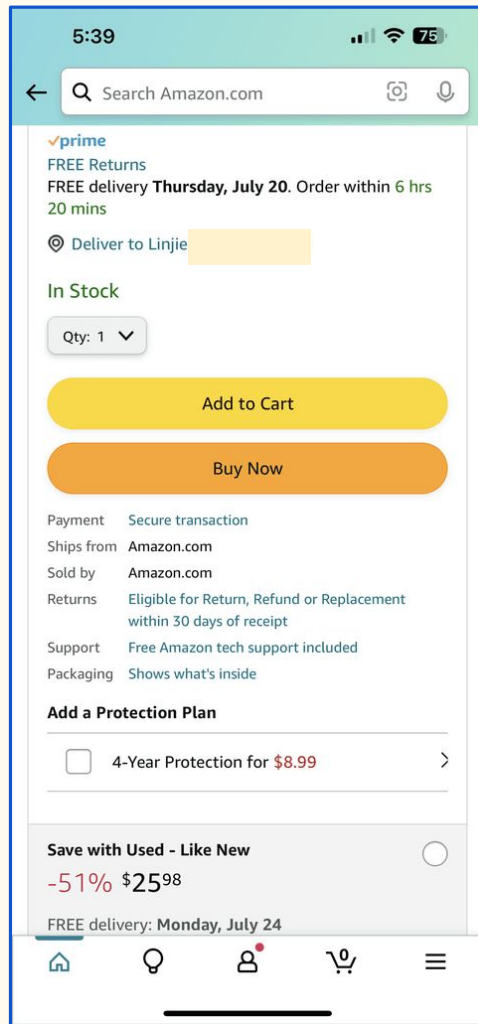 5:39
75
Search Amazon.com
prime
FREE Returns
FREE delivery Thursday, July 20. Order within 6 hrs
20 mins
Deliver to Linjie
In Stock
Qty: 1
Add to Cart
Buy Now
Payment Secure transaction
Ships from Amazon.com
Sold by Amazon.com
Returns Eligible for Return, Refund or Replacement
within 30 days of receipt
Support Free Amazon tech support included
Packaging Shows what's inside
Add a Protection Plan
4-Year Protection for $8.99
Save with Used - Like New
-51% $2598
FREE delivery: Monday, July 24
0